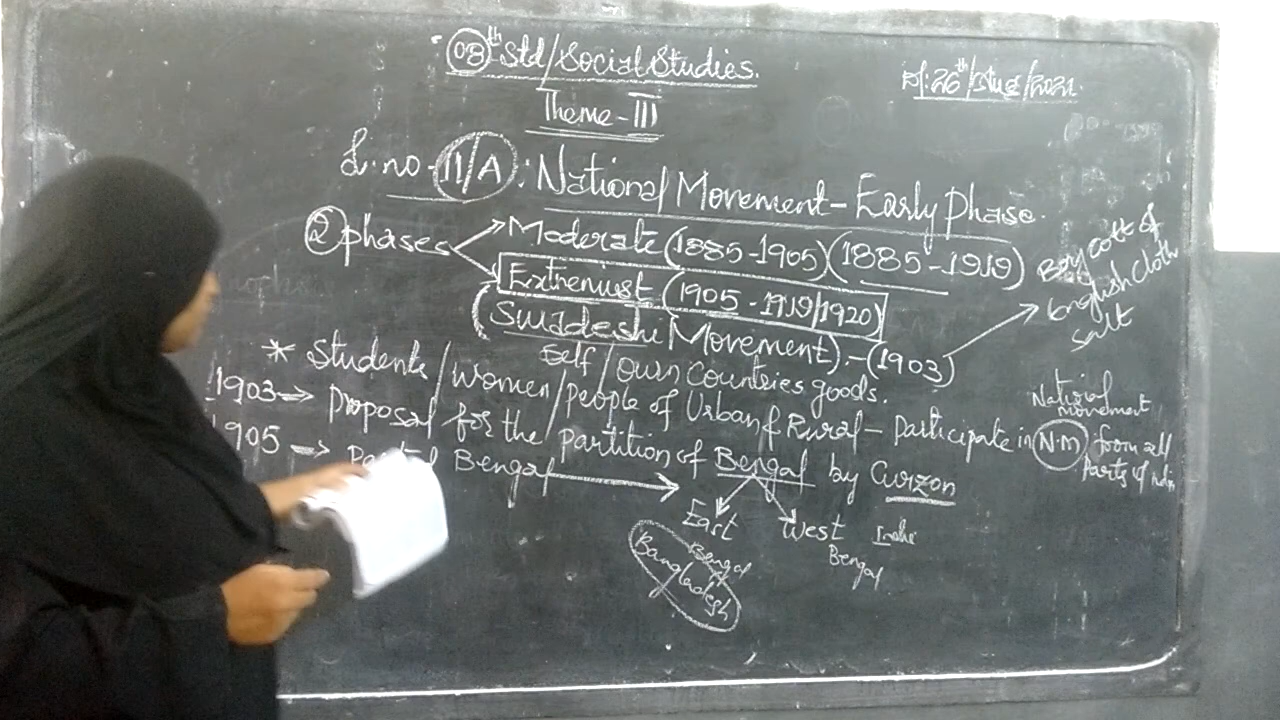 08th Std/Social Studies.
Dt: 26th/Aug/2021.
Theme-III
L.no-11/A: National Movement-Early Phase.
2 phases
Moderate (1885-1905) (1885-1919)
Extremist (1905-1919/1920)
(Swadeshi Movement).-(1903)
Boycott of
English Cloth
Salt
Self/Own Countries goods.
* Students/Women/people of Urban & Rural-Participate in N.M from all
Parts of
National
movement
1903=> Proposal for the partition of Bengal by Curzon
1905=> Bengal
East
Bengal
Bangladesh
West
Bengal